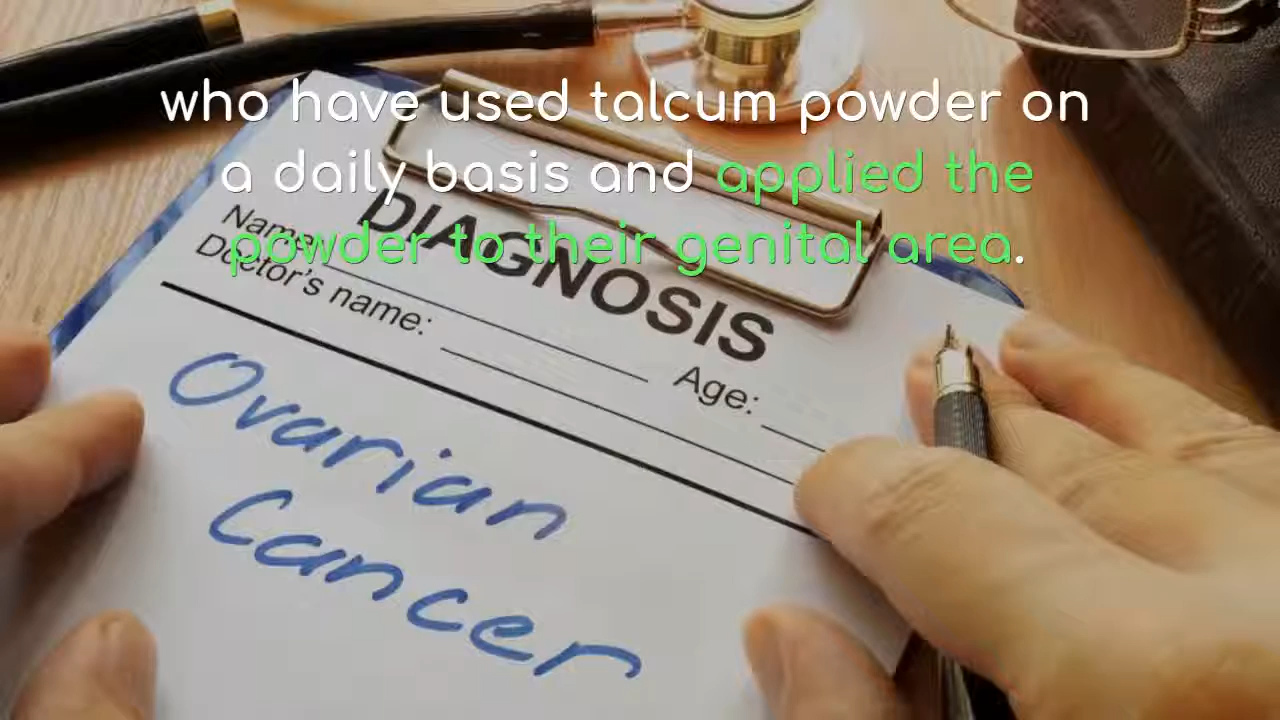 who have used talcum powder on
a daily basis and applied the
powder to their genital area.
DIAGNOSIS
Name:
Doctor's name:
Age:
Ovarian
Cancer